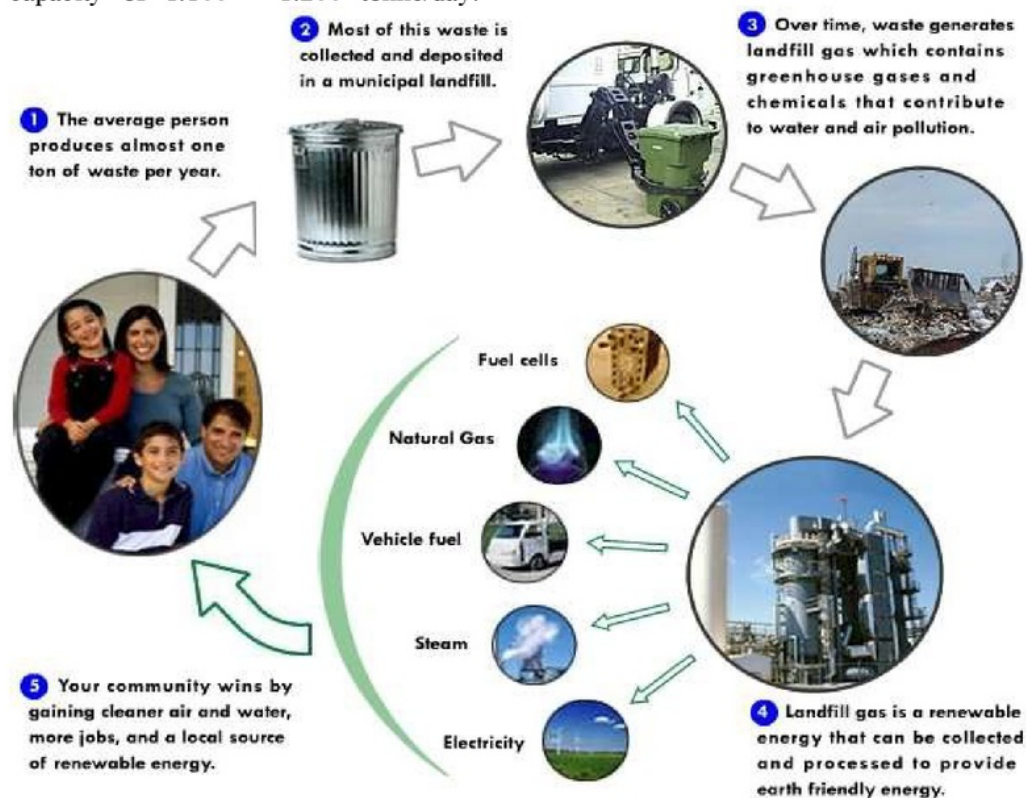 1 The average person
produces almost one
ton of waste per year.
2 Most of this waste is
collected and deposited
in a municipal landfill.
3 Over time, waste generates
landfill gas which contains
greenhouse gases and
chemicals that contribute
to water and air pollution.
Fuel cells
Natural Gas
Vehicle fuel
Steam
Electricity
4 Landfill gas is a renewable
energy that can be collected
and processed to provide
earth friendly energy.
5 Your community wins by
gaining cleaner air and water,
more jobs, and a local source
of renewable energy.